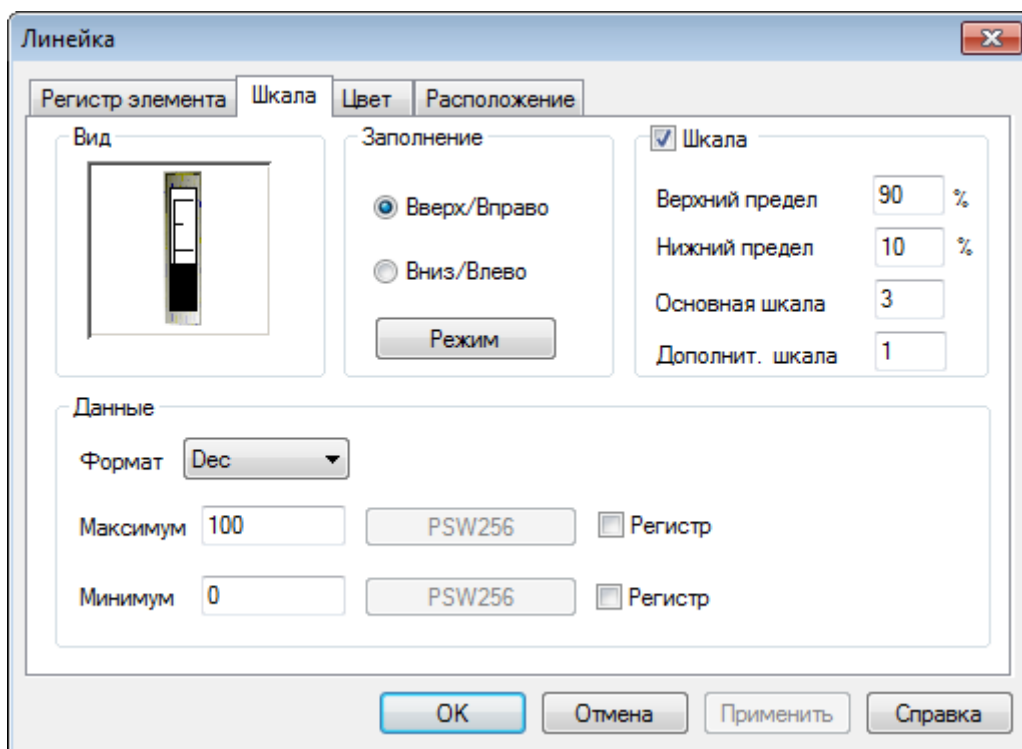 Линейка
Регистр элемента Шкала Цвет Расположение
Вид
Заполнение
Вверх/Вправо
Вниз/Влево
Режим
Шкала
Верхний предел 90 %
Нижний предел 10 %
Основная шкала 3
Дополнит. шкала 1
Данные
Формат Dec
Максимум 100 PSW256 Регистр
Минимум 0 PSW256 Регистр
OK Отмена Применить Справка